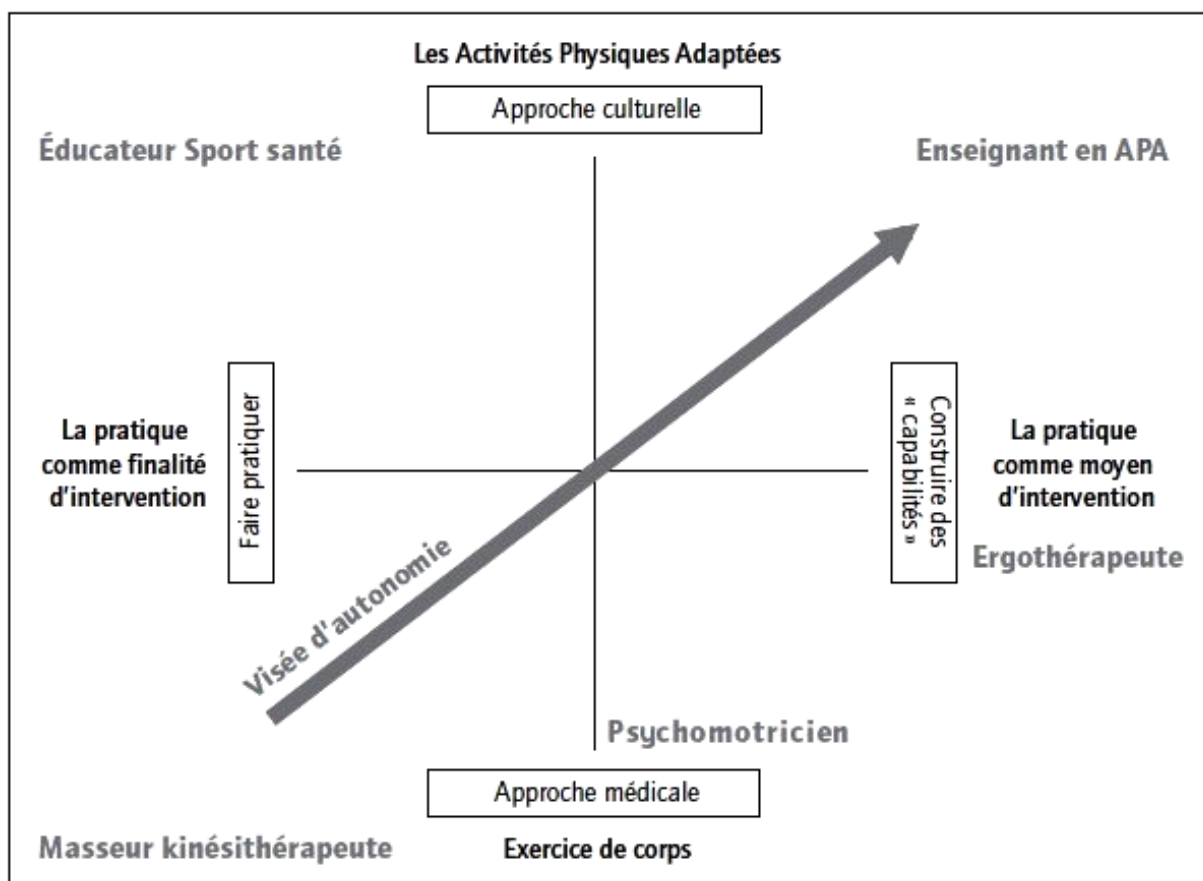 Les Activités Physiques Adaptées
Approche culturelle
Éducateur Sport santé
Enseignant en APA
La pratique
comme finalité
d'intervention
Faire pratiquer
Construire des
« capabilités »
La pratique
comme moyen
d'intervention
Ergothérapeute
Visée d'autonomie
Psychomotricien
Approche médicale
Masseur kinésithérapeute
Exercice de corps